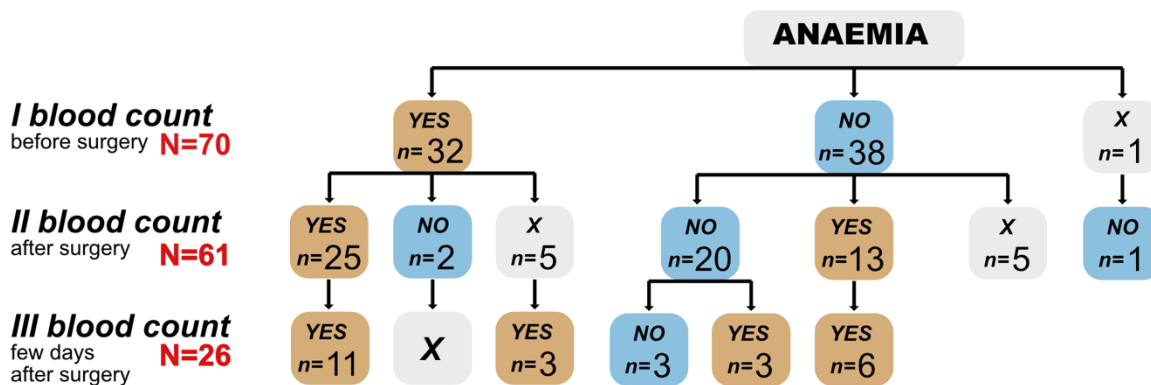 ANAEMIA
I blood count
before surgery N=70
YES
n=32
NO
n=38
X
n=1
II blood count
after surgery N=61
YES
n=25
NO
n=2
X
n=5
NO
n=20
YES
n=13
X
n=5
NO
n=1
III blood count
few days
after surgery N=26
YES
n=11
X
YES
n=3
NO
n=3
YES
n=3
YES
n=6